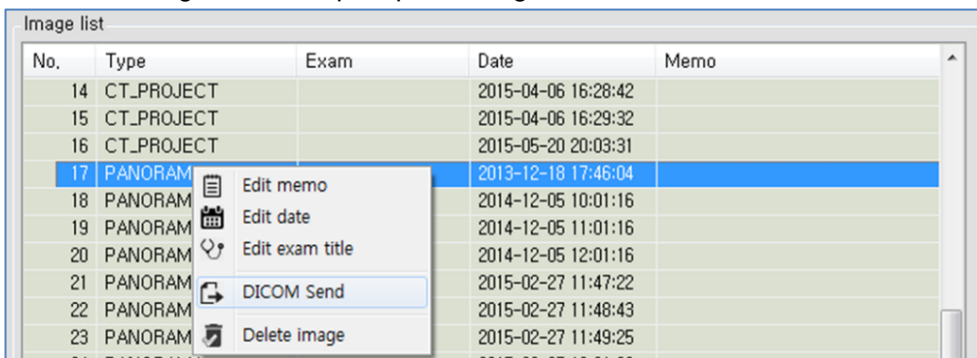 Image list
No. Type Exam Date Memo
14 CT_PROJECT 2015-04-06 16:28:42
15 CT_PROJECT 2015-04-06 16:29:32
16 CT_PROJECT 2015-05-20 20:03:31
17 PANORAM 2013-12-18 17:46:04
Edit memo
18 PANORAM 2014-12-05 10:01:16
Edit date
19 PANORAM 2014-12-05 11:01:16
Edit exam title
20 PANORAM 2014-12-05 12:01:16
21 PANORAM 2015-02-27 11:47:22
DICOM Send
22 PANORAM 2015-02-27 11:48:43
23 PANORAM 2015-02-27 11:49:25
Delete image